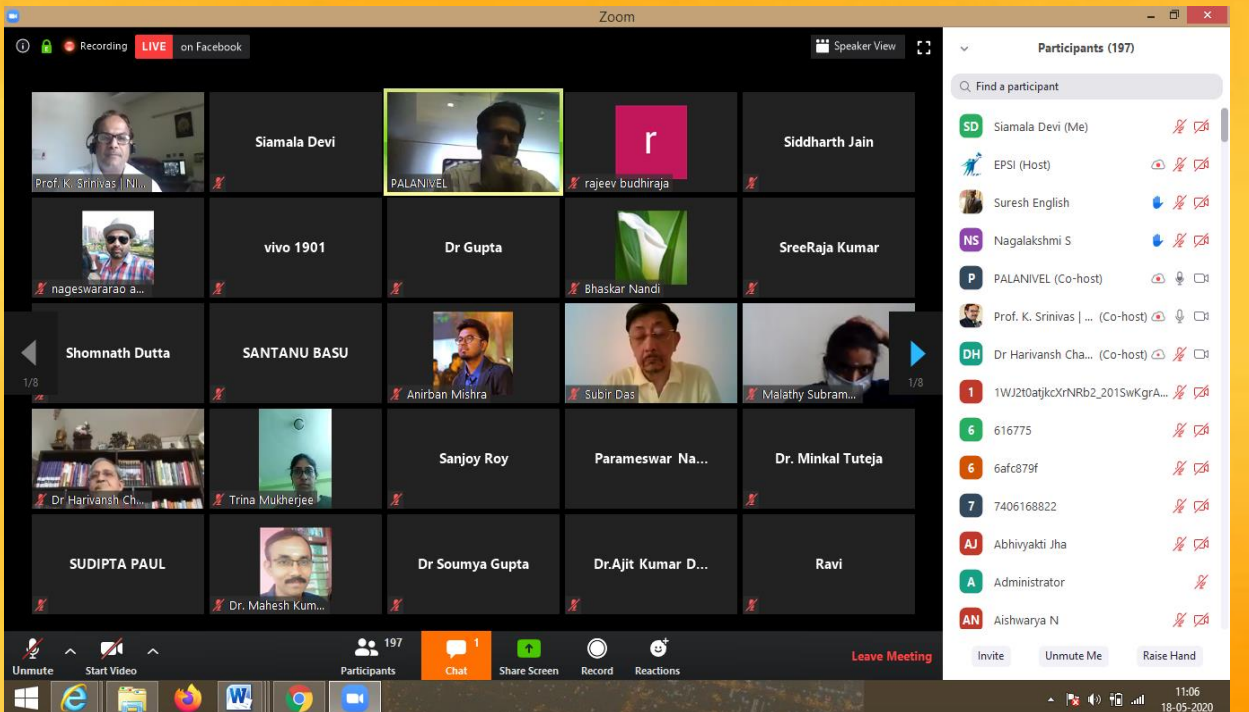 Zoom
Recording LIVE on Facebook
Speaker View
Prof. K. Srinivas | NI...
Siamala Devi
PALANIVEL
r
rajeev budhiraja
Siddharth Jain
nageswararao a...
vivo 1901
Dr Gupta
Bhaskar Nandi
SreeRaja Kumar
Shomnath Dutta
SANTANU BASU
Anirban Mishra
Subir Das
Malathy Subram...
1/8
1/8
Dr Harivansh Ch...
Trina Mukherjee
Sanjoy Roy
Parameswar Na...
Dr. Minkal Tuteja
SUDIPTA PAUL
Dr. Mahesh Kum...
Dr Soumya Gupta
Dr.Ajit Kumar D...
Ravi
Unmute
Start Video
197
Participants
1
Chat
Share Screen
Record
Reactions
Leave Meeting
Participants (197)
Find a participant
SD Siamala Devi (Me)
EPSI (Host)
Suresh English
NS Nagalakshmi S
P PALANIVEL (Co-host)
Prof. K. Srinivas | ... (Co-host)
DH Dr Harivansh Cha... (Co-host)
1 1WJ2t0atjkcXrNRb2_201SwKgrA...
6 616775
6 6afc879f
7 7406168822
AJ Abhivyakti Jha
A Administrator
AN Aishwarya N
Invite
Unmute Me
Raise Hand
W
11:06
18-05-2020